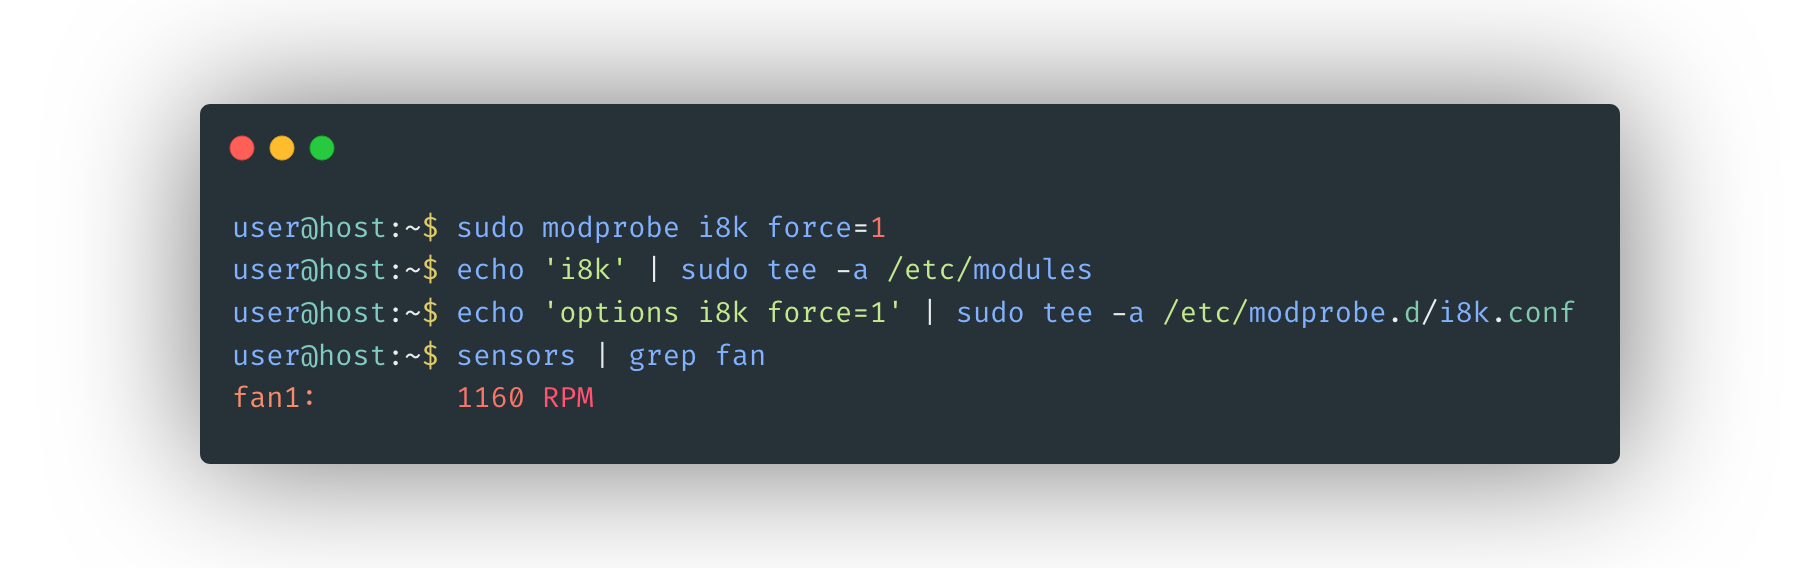 user@host:~$ sudo modprobe i8k force=1
user@host:~$ echo 'i8k' | sudo tee -a /etc/modules
user@host:~$ echo 'options i8k force=1' | sudo tee -a /etc/modprobe.d/i8k.conf
user@host:~$ sensors | grep fan
fan1:        1160 RPM